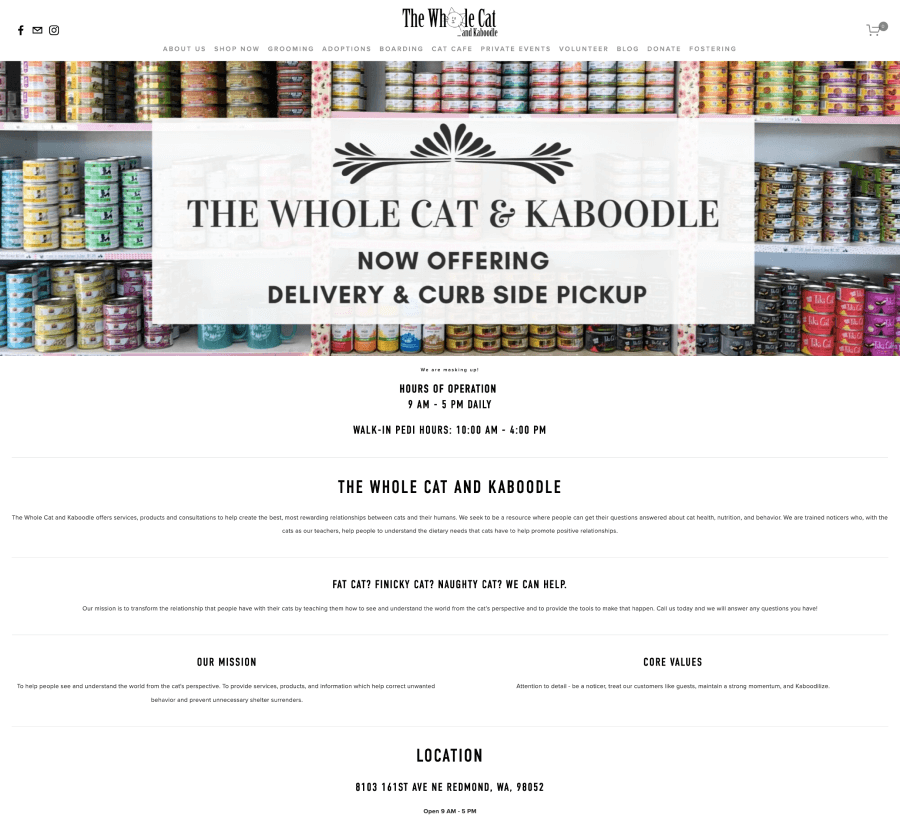 The Whole Cat
...and Kaboodle
0
ABOUT US SHOP NOW GROOMING ADOPTIONS BOARDING CAT CAFE PRIVATE EVENTS VOLUNTEER BLOG DONATE FOSTERING
THE WHOLE CAT & KABOODLE
NOW OFFERING
DELIVERY & CURB SIDE PICKUP
Tiki Cat
We are masking up!
HOURS OF OPERATION
9 AM - 5 PM DAILY
WALK-IN PEDI HOURS: 10:00 AM - 4:00 PM
THE WHOLE CAT AND KABOODLE
The Whole Cat and Kaboodle offers services, products and consultations to help create the best, most rewarding relationships between cats and their humans. We seek to be a resource where people can get their questions answered about cat health, nutrition, and behavior. We are trained noticers who, with the
cats as our teachers, help people to understand the dietary needs that cats have to help promote positive relationships.
FAT CAT? FINICKY CAT? NAUGHTY CAT? WE CAN HELP.
Our mission is to transform the relationship that people have with their cats by teaching them how to see and understand the world from the cat's perspective and to provide the tools to make that happen. Call us today and we will answer any questions you have!
OUR MISSION
To help people see and understand the world from the cat's perspective. To provide services, products, and information which help correct unwanted
behavior and prevent unnecessary shelter surrenders.
CORE VALUES
Attention to detail - be a noticer, treat our customers like guests, maintain a strong momentum, and Kaboodilize.
LOCATION
8103 161ST AVE NE REDMOND, WA, 98052
Open 9 AM - 5 PM